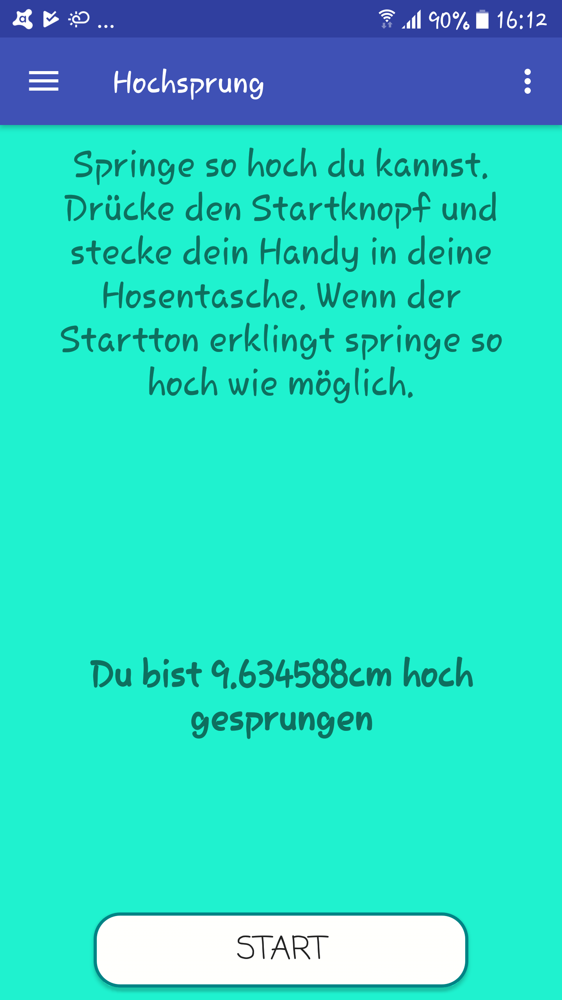 90% 16:12
Hochsprung
Springe so hoch du kannst.
Drücke den Startknopf und
stecke dein Handy in deine
Hosentasche. Wenn der
Startton erklingt springe so
hoch wie möglich.
Du bist 9.634588cm hoch
gesprungen
START